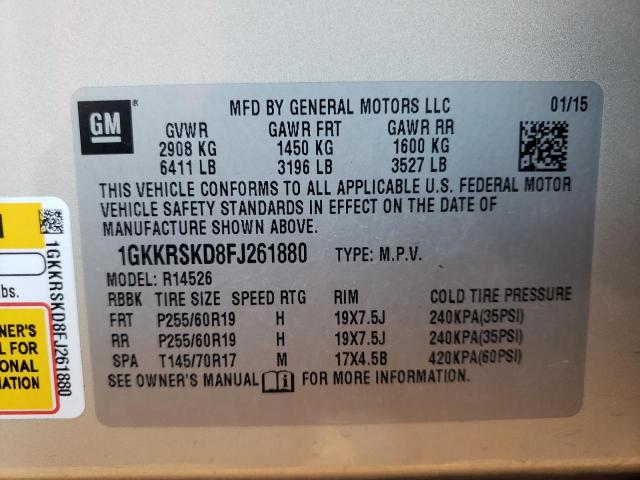 GM ®
MFD BY GENERAL MOTORS LLC 01/15
GVWR GAWR FRT GAWR RR
2908 KG 1450 KG 1600 KG
6411 LB 3196 LB 3527 LB
THIS VEHICLE CONFORMS TO ALL APPLICABLE U.S. FEDERAL MOTOR
VEHICLE SAFETY STANDARDS IN EFFECT ON THE DATE OF
MANUFACTURE SHOWN ABOVE.
1GKKRSKD8FJ261880 TYPE: M.P.V.
MODEL: R14526
RBBK TIRE SIZE SPEED RTG RIM COLD TIRE PRESSURE
FRT P255/60R19 H 19X7.5J 240KPA(35PSI)
RR P255/60R19 H 19X7.5J 240KPA(35PSI)
SPA T145/70R17 M 17X4.5B 420KPA(60PSI)
SEE OWNER'S MANUAL i FOR MORE INFORMATION.
1GKKRSKD8FJ261880
bs.
NER'S
L FOR
IONAL
MATION